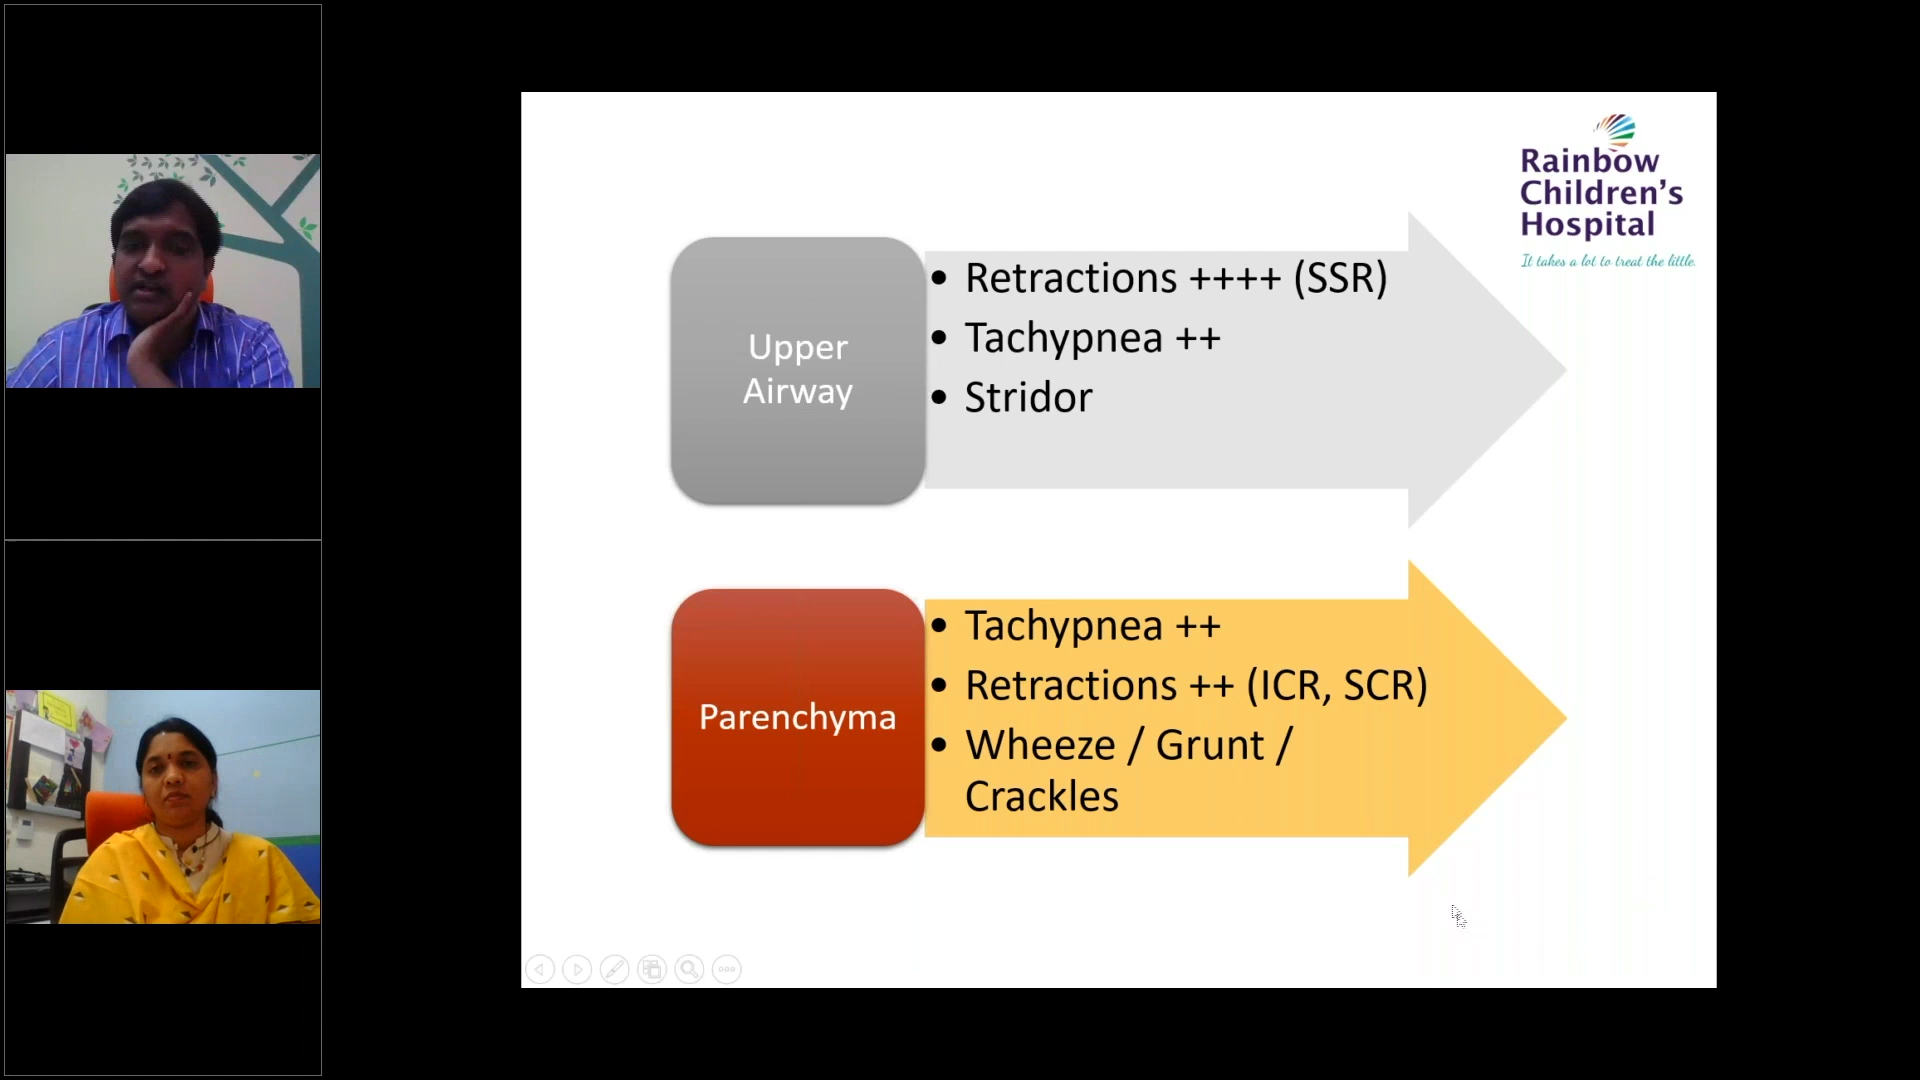 Rainbow
Children's
Hospital
It takes a lot to treat the little.
Upper
Airway
• Retractions ++++ (SSR)
• Tachypnea ++
• Stridor
Parenchyma
• Tachypnea ++
• Retractions ++ (ICR, SCR)
• Wheeze / Grunt /
Crackles